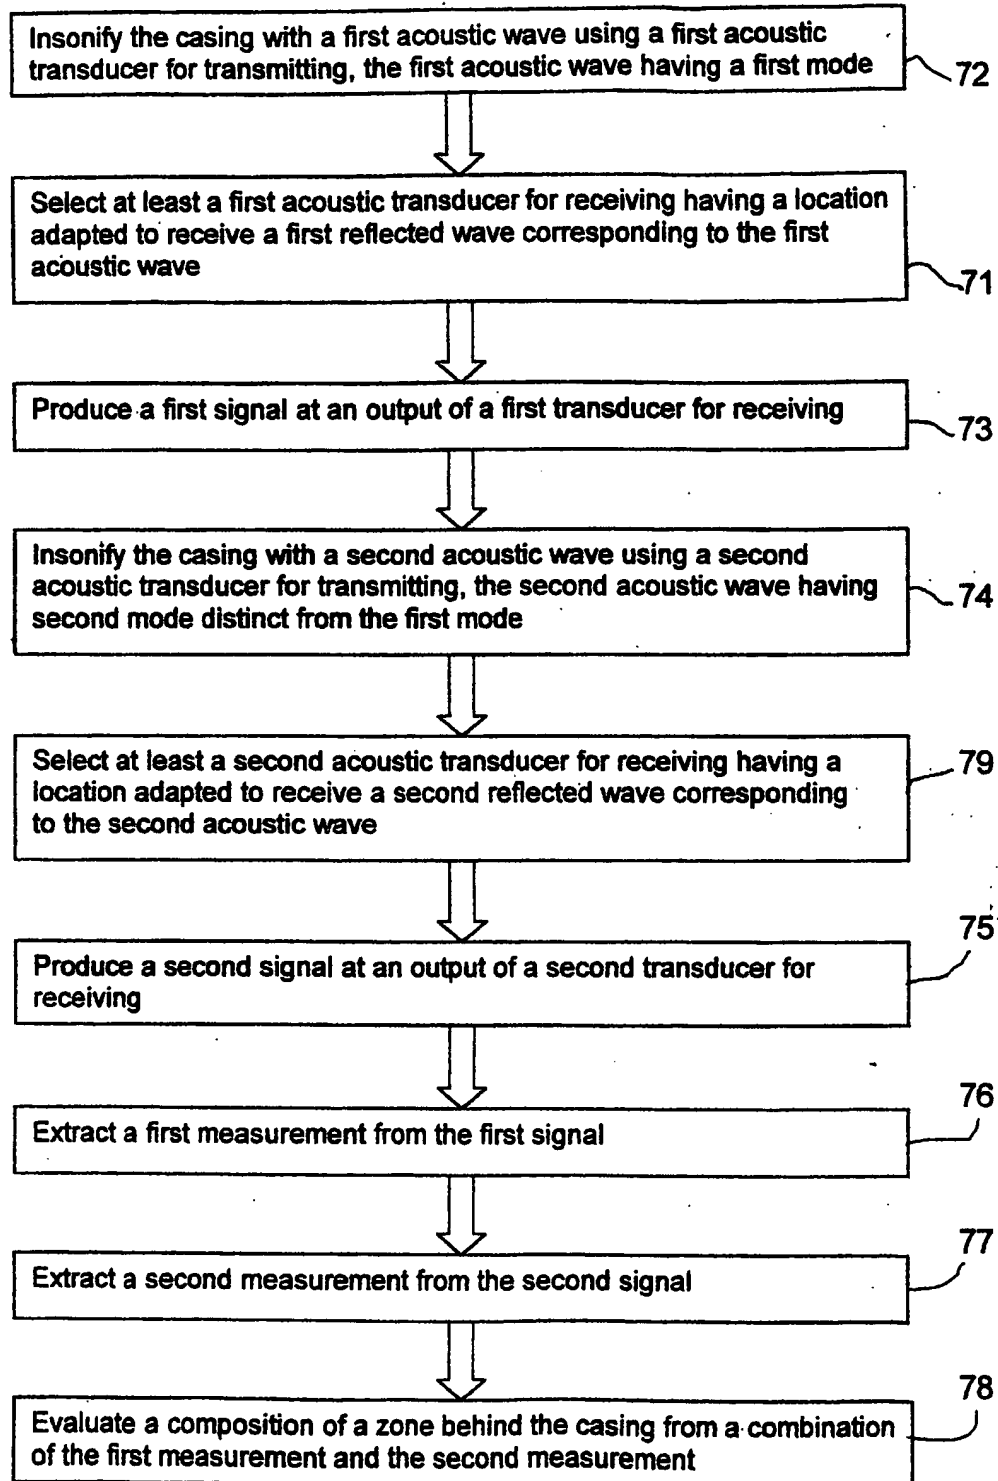 Insonify the casing with a first acoustic wave using a first acoustic
transducer for transmitting, the first acoustic wave having a first mode
72
Select at least a first acoustic transducer for receiving having a location
adapted to receive a first reflected wave corresponding to the first
acoustic wave
71
Produce a first signal at an output of a first transducer for receiving
73
Insonify the casing with a second acoustic wave using a second
acoustic transducer for transmitting, the second acoustic wave having
second mode distinct from the first mode
74
Select at least a second acoustic transducer for receiving having a
location adapted to receive a second reflected wave corresponding
to the second acoustic wave
79
Produce a second signal at an output of a second transducer for
receiving
75
Extract a first measurement from the first signal
76
Extract a second measurement from the second signal
77
Evaluate a composition of a zone behind the casing from a combination
of the first measurement and the second measurement
78